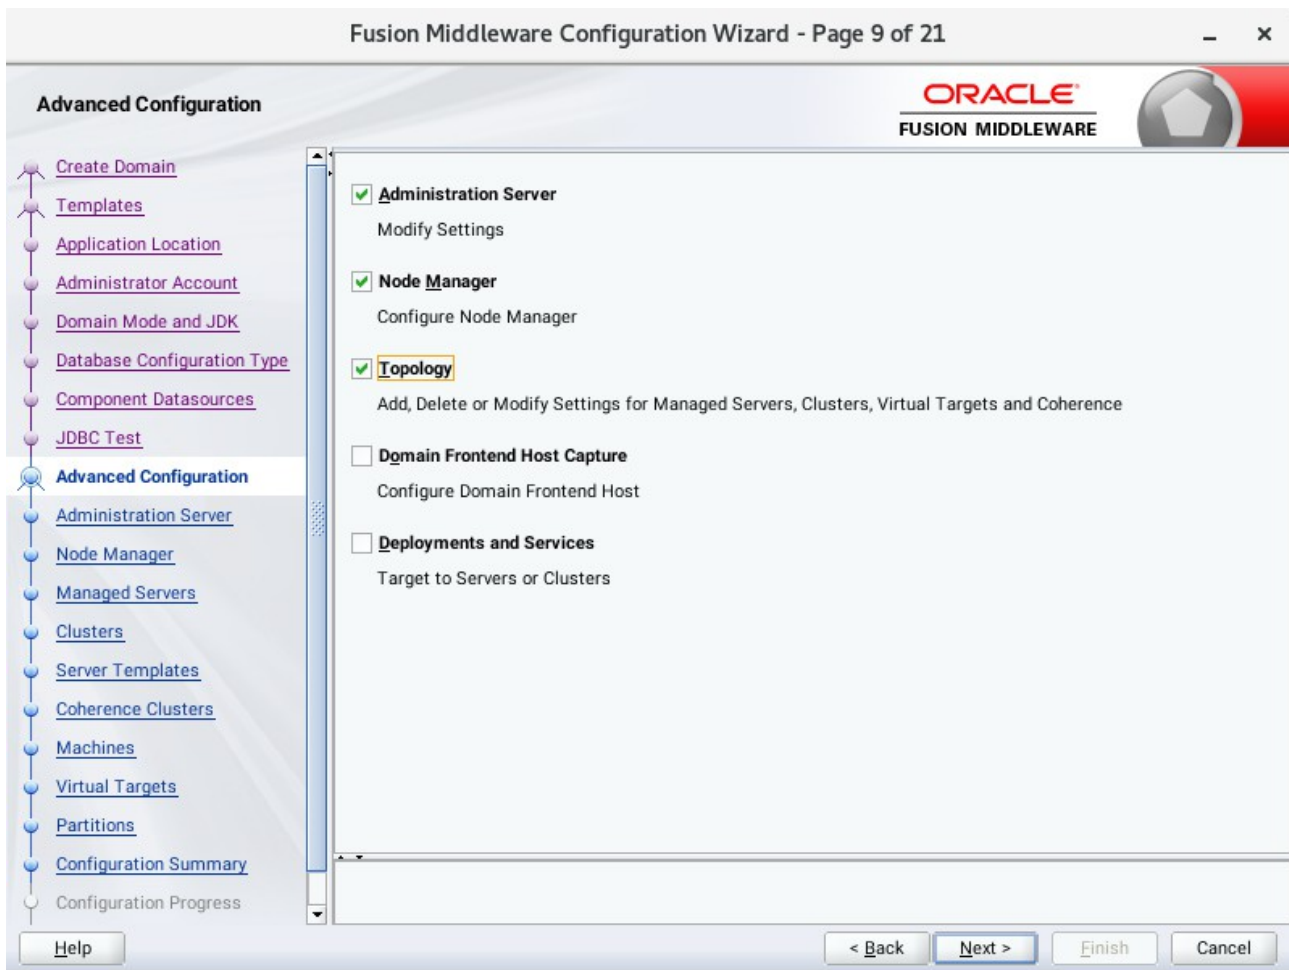 Fusion Middleware Configuration Wizard - Page 9 of 21
Advanced Configuration
ORACLE
FUSION MIDDLEWARE
Create Domain
Templates
Application Location
Administrator Account
Domain Mode and JDK
Database Configuration Type
Component Datasources
JDBC Test
Advanced Configuration
Administration Server
Node Manager
Managed Servers
Clusters
Server Templates
Coherence Clusters
Machines
Virtual Targets
Partitions
Configuration Summary
Configuration Progress
Administration Server
Modify Settings
Node Manager
Configure Node Manager
Topology
Add, Delete or Modify Settings for Managed Servers, Clusters, Virtual Targets and Coherence
Domain Frontend Host Capture
Configure Domain Frontend Host
Deployments and Services
Target to Servers or Clusters
Help
< Back
Next >
Finish
Cancel